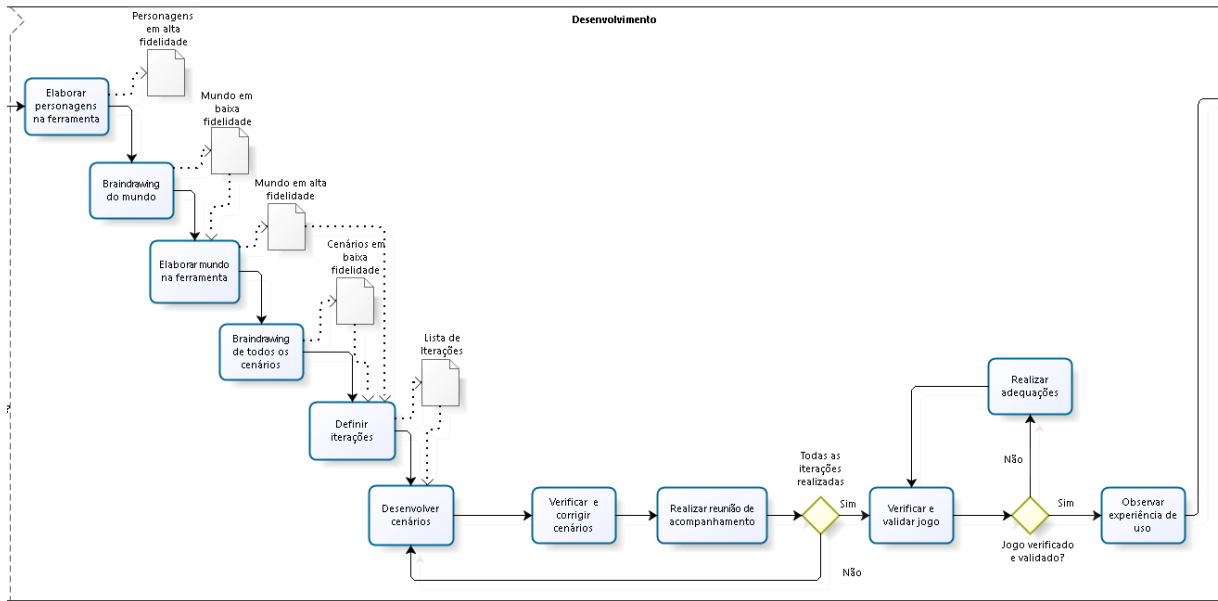 Desenvolvimento
Personagens
em alta
fidelidade
Elaborar
personagens
na ferramenta
Mundo em
baixa
fidelidade
Braindrawing
do mundo
Mundo em alta
fidelidade
Elaborar mundo
na ferramenta
Cenários em
baixa
fidelidade
Braindrawing
de todos os
cenários
Lista de
Iterações
Definir
iterações
Desenvolver
cenários
Verificar e
corrigir
cenários
Realizar reunião de
acompanhamento
Todas as
iterações
realizadas
Sim
Não
Verificar e
validar jogo
Realizar
adequações
Não
Sim
Jogo verificado
e validado?
Observar
experiência de
uso